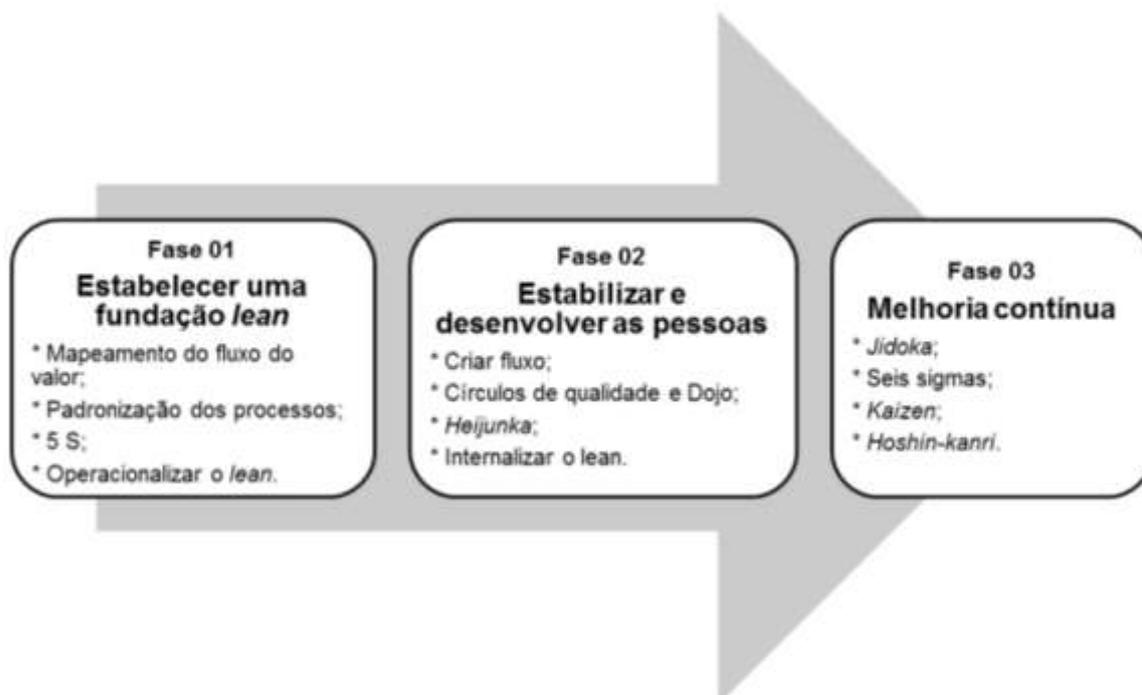 Fase 01
Estabelecer uma
fundação lean
* Mapeamento do fluxo do
valor;
* Padronização dos processos;
* 5 S;
* Operacionalizar o lean.
Fase 02
Estabilizar e
desenvolver as pessoas
* Criar fluxo;
* Círculos de qualidade e Dojo;
* Heijunka;
* Internalizar o lean.
Fase 03
Melhoria contínua
* Jidoka;
* Seis sigmas;
* Kaizen;
* Hoshin-kanri.